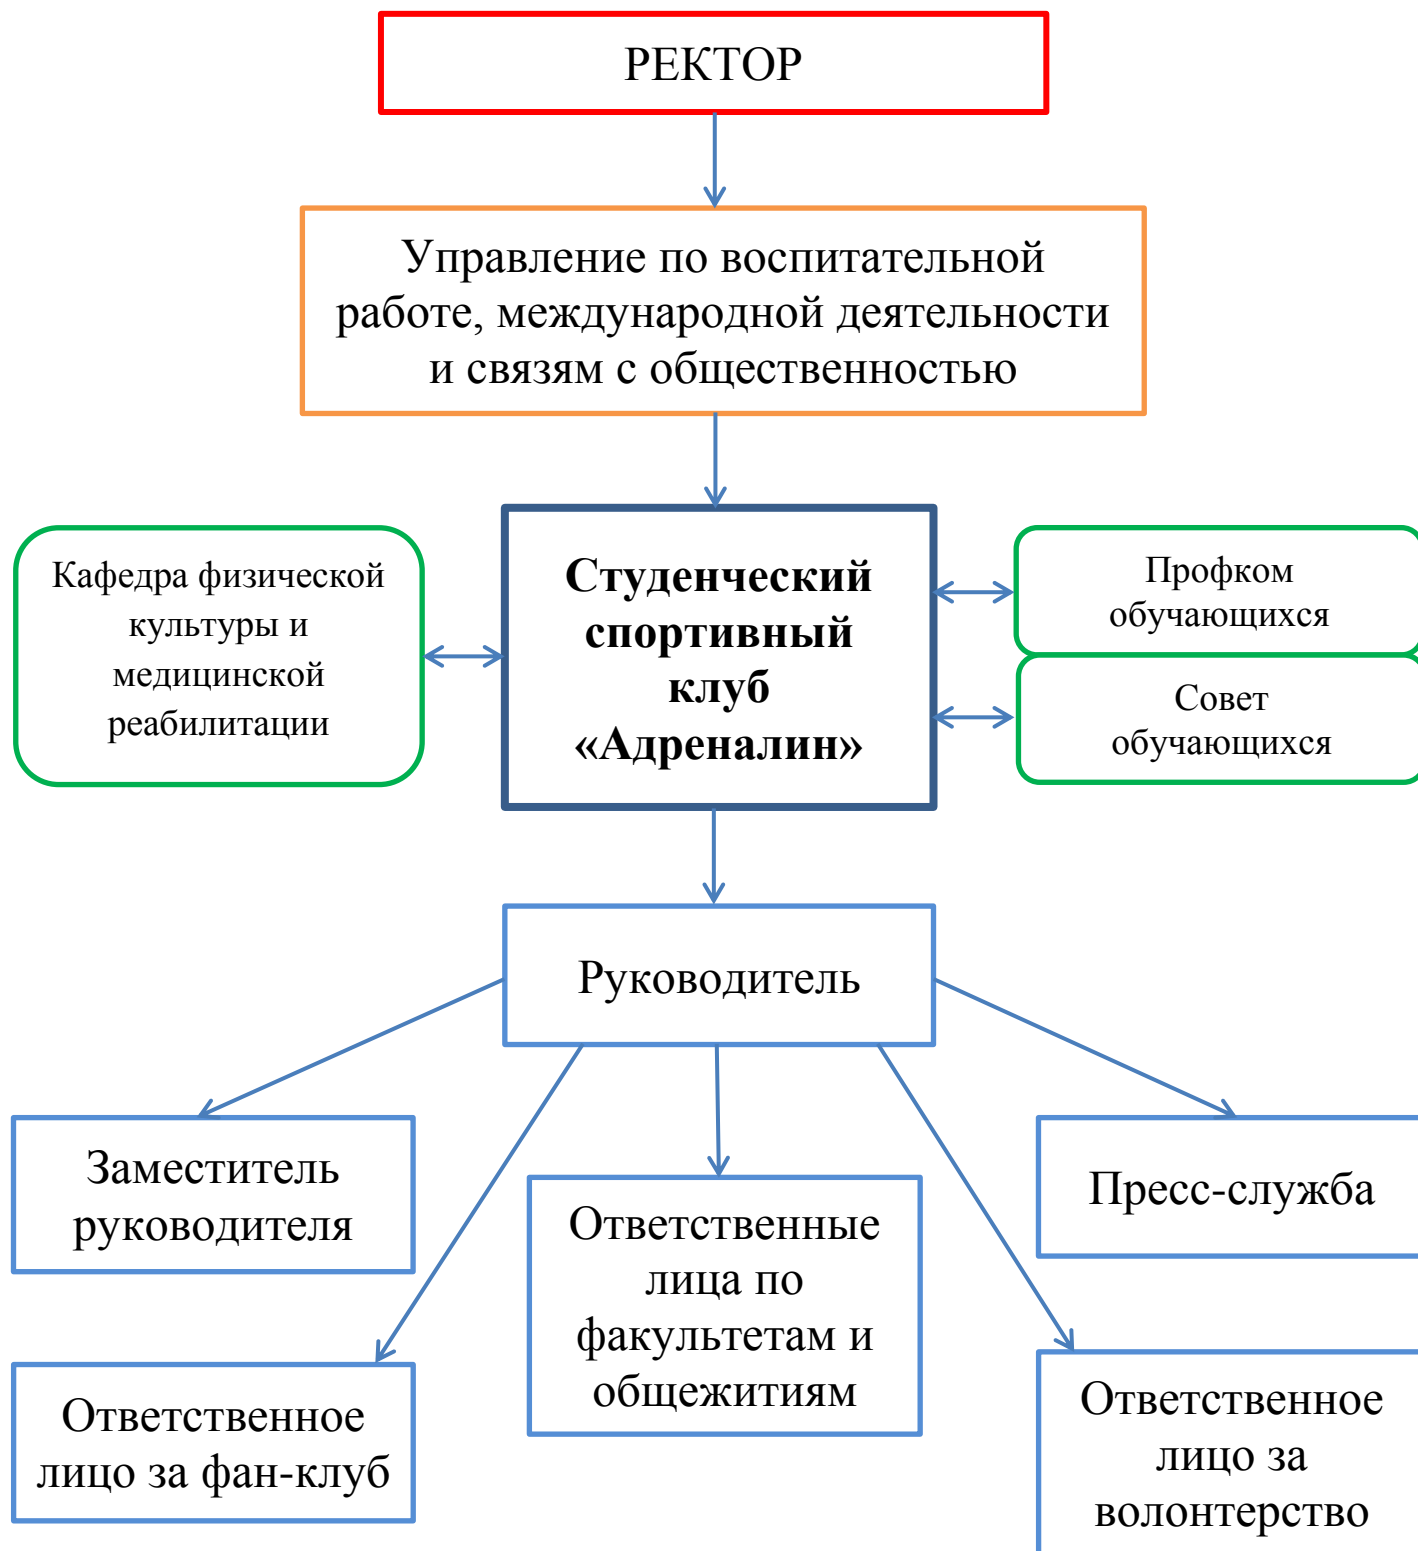 РЕКТОР
Управление по воспитательной
работе, международной деятельности
и связям с общественностью
Кафедра физической
культуры и
медицинской
реабилитации
Студенческий
спортивный
клуб
«Адреналин»
Профком
обучающихся
Совет
обучающихся
Руководитель
Заместитель
руководителя
Ответственные
лица по
факультетам и
общежитиям
Пресс-служба
Ответственное
лицо за фан-клуб
Ответственное
лицо за
волонтерство